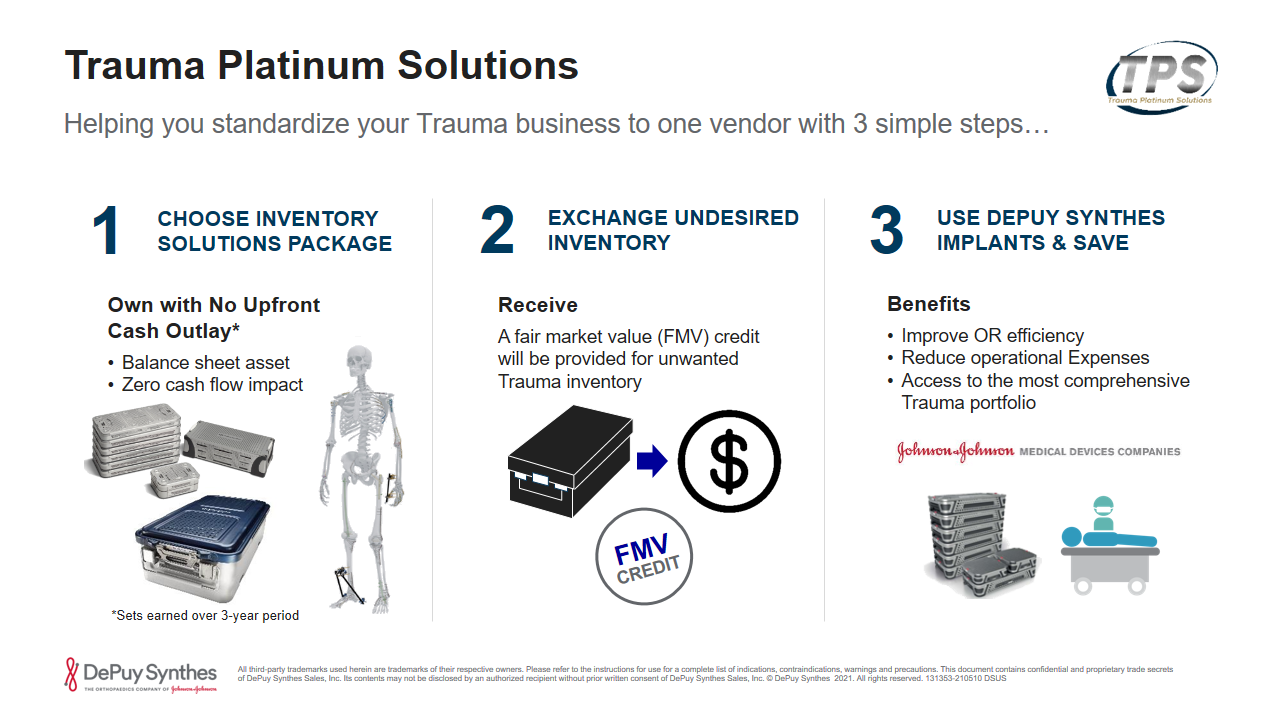 Trauma Platinum Solutions
TPS
Trauma Platinum Solutions
Helping you standardize your Trauma business to one vendor with 3 simple steps…
1
CHOOSE INVENTORY
SOLUTIONS PACKAGE
Own with No Upfront
Cash Outlay*
• Balance sheet asset
• Zero cash flow impact
*Sets earned over 3-year period
2
EXCHANGE UNDESIRED
INVENTORY
Receive
A fair market value (FMV) credit
will be provided for unwanted
Trauma inventory
$
FMV
CREDIT
3
USE DEPUY SYNTHES
IMPLANTS & SAVE
Benefits
• Improve OR efficiency
• Reduce operational Expenses
• Access to the most comprehensive
Trauma portfolio
Johnson & Johnson MEDICAL DEVICES COMPANIES
DePuy Synthes
THE ORTHOPAEDICS COMPANY OF Johnson & Johnson
All third-party trademarks used herein are trademarks of their respective owners. Please refer to the instructions for use for a complete list of indications, contraindications, warnings and precautions. This document contains confidential and proprietary trade secrets
of DePuy Synthes Sales, Inc. Its contents may not be disclosed by an authorized recipient without prior written consent of DePuy Synthes Sales, Inc. © DePuy Synthes 2021. All rights reserved. 131353-210510 DSUS